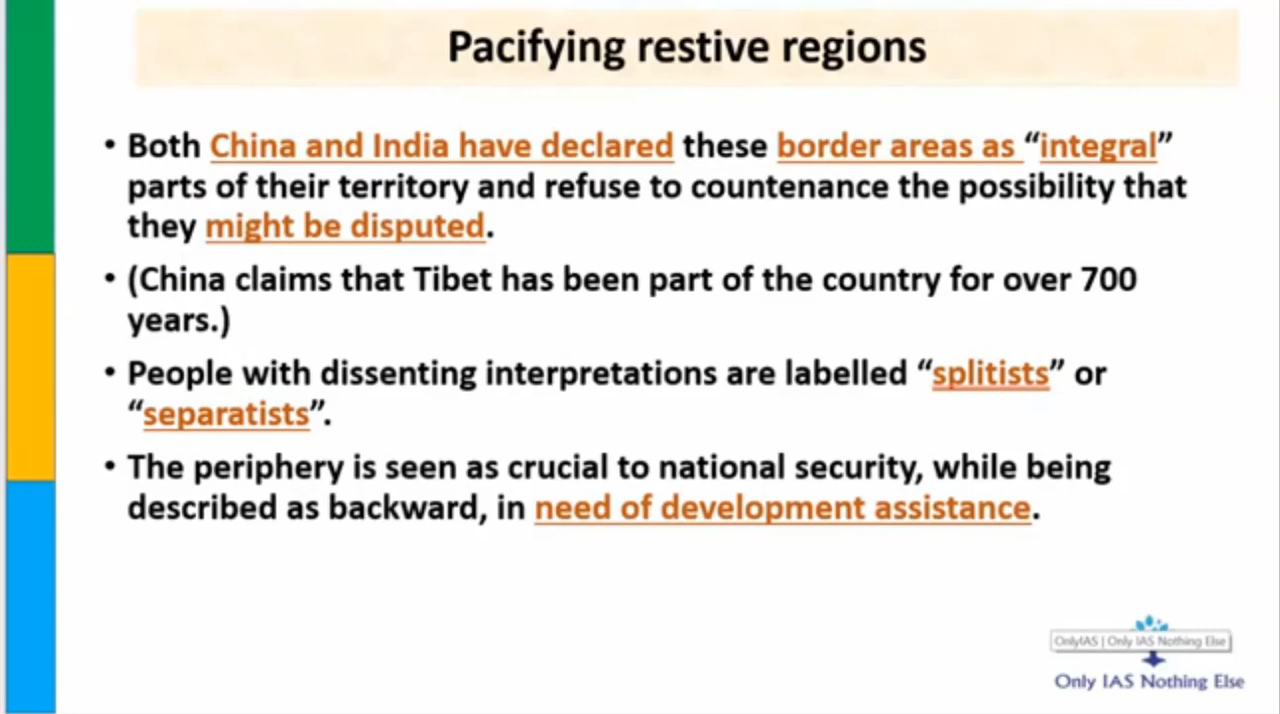 Pacifying restive regions
• Both China and India have declared these border areas as “integral”
parts of their territory and refuse to countenance the possibility that
they might be disputed.
• (China claims that Tibet has been part of the country for over 700
years.)
• People with dissenting interpretations are labelled “splitists” or
“separatists”.
• The periphery is seen as crucial to national security, while being
described as backward, in need of development assistance.
OnlyIAS | Only IAS Nothing Else
Only IAS Nothing Else